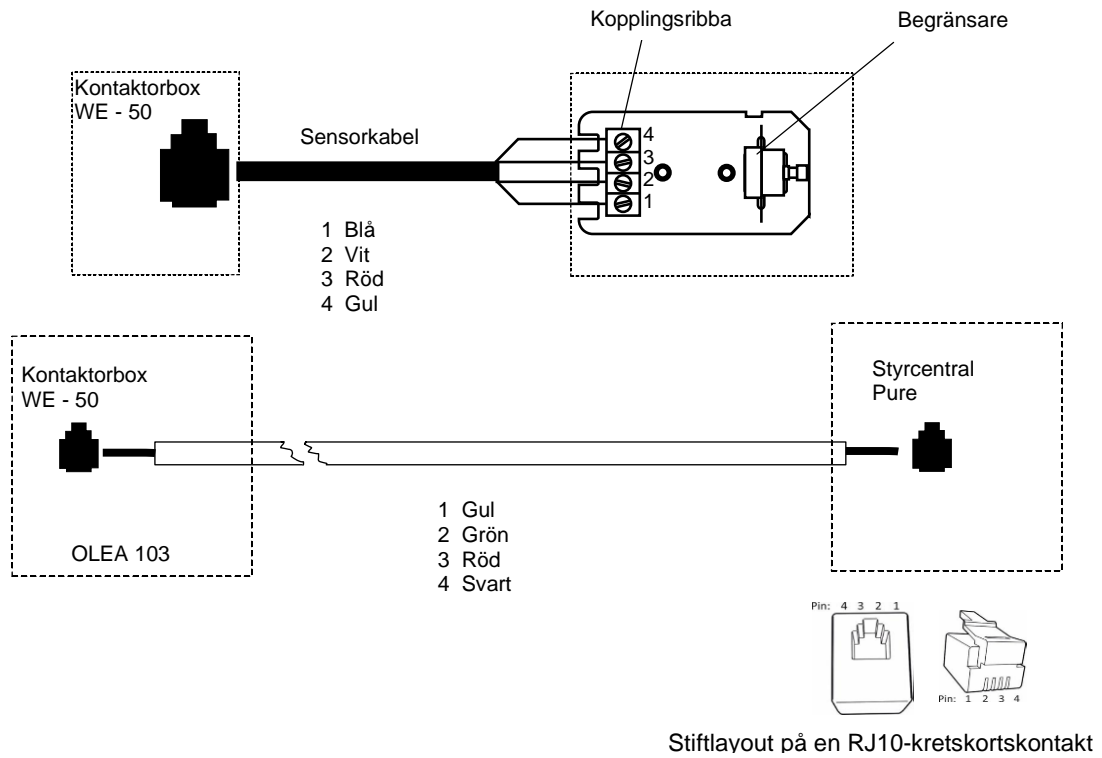 Kopplingsribba
Begränsare
Kontaktorbox
WE - 50
Sensorkabel
4
3
2
1
1 Blå
2 Vit
3 Röd
4 Gul
Kontaktorbox
WE - 50
Styrcentral
Pure
OLEA 103
1 Gul
2 Grön
3 Röd
4 Svart
Pin: 4 3 2 1
Pin: 1 2 3 4
Stiftlayout på en RJ10-kretskortskontakt